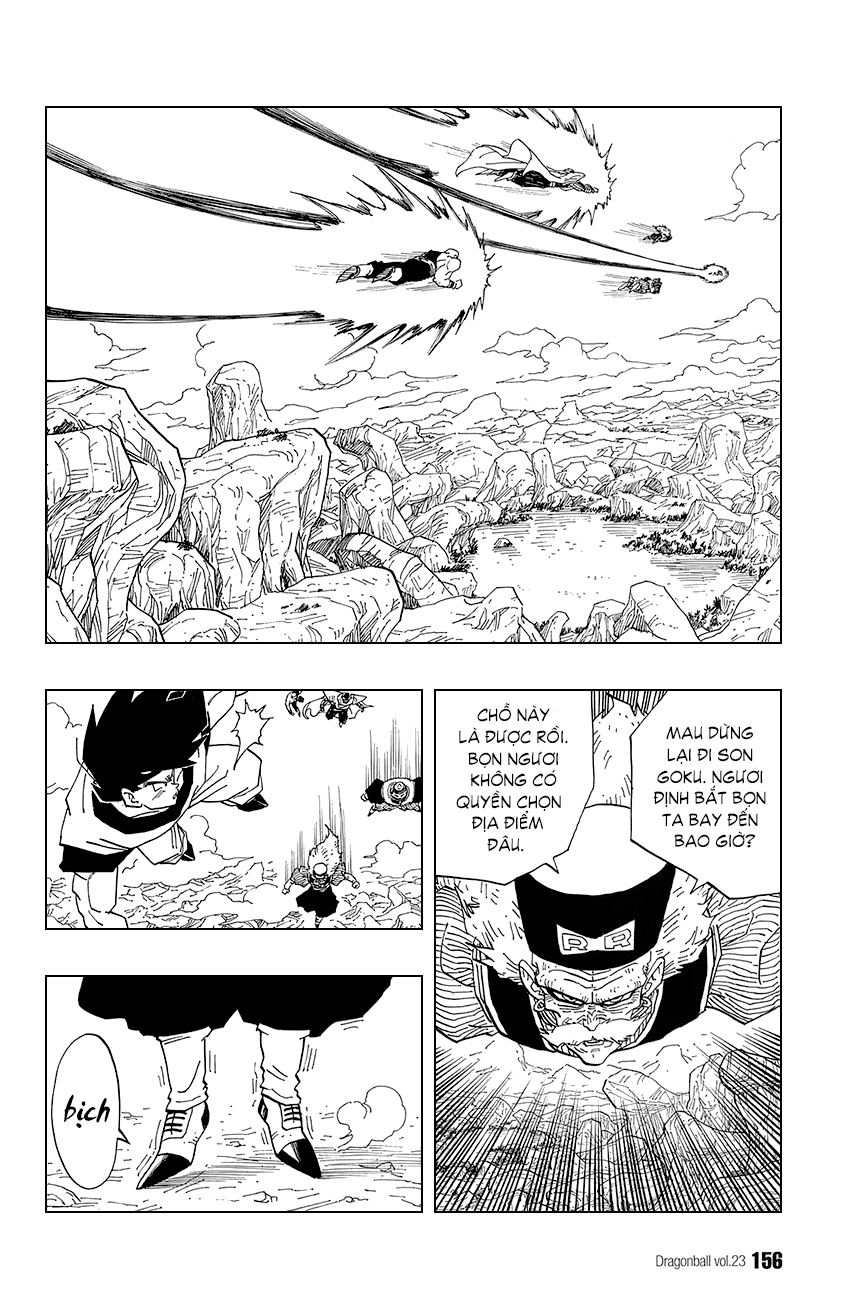 MAU DỪNG
LẠI ĐI SON
GOKU. NGƯƠI
ĐỊNH BẮT BỌN
TA BAY ĐẾN
BAO GIỜ?
CHỖ NÀY
LÀ ĐƯỢC RỒI.
BỌN NGƯƠI
KHÔNG CÓ
QUYỀN CHỌN
ĐỊA ĐIỂM
ĐÂU.
RR
bịch
Dragonball vol.23 156